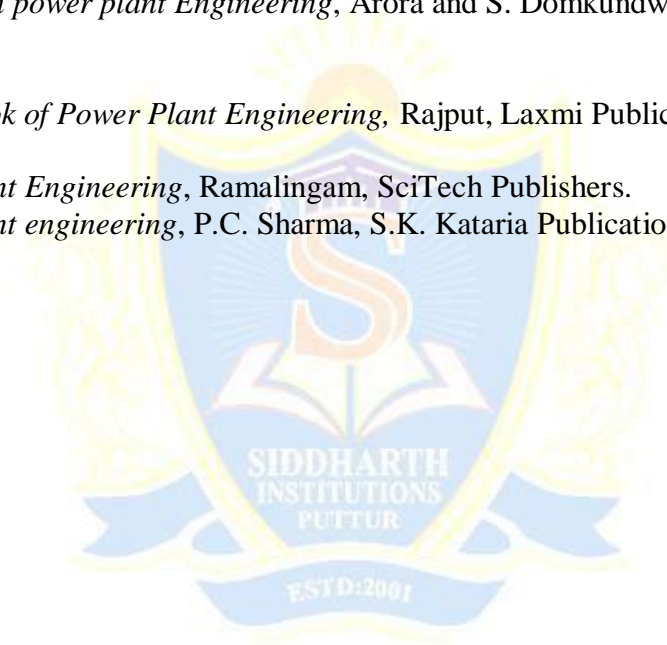 power plant Engineering, Arora and S. Domkundw
ok of Power Plant Engineering, Rajput, Laxmi Public
nt Engineering, Ramalingam, SciTech Publishers.
nt engineering, P.C. Sharma, S.K. Kataria Publicatio
S
SIDDHARTH
INSTITUTIONS
PUTTUR
ESTD:2001